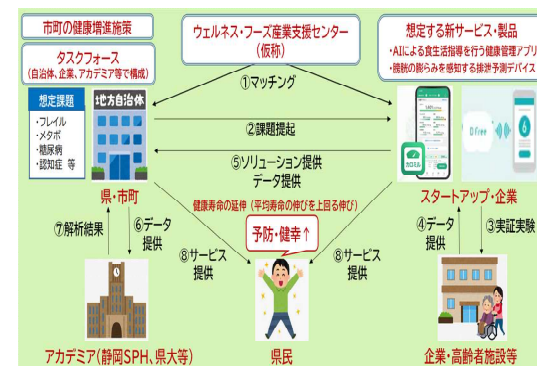 市町の健康増進施策
タスクフォース
(自治体、企業、アカデミア等で構成)
想定課題
・フレイル
・メタボ
・糖尿病
・認知症 等
地方自治体
県・市町
ウェルネス・フーズ産業支援センター
(仮称)
①マッチング
②課題提起
⑤ソリューション提供
データ提供
想定する新サービス・製品
・AIによる食生活指導を行う健康管理アプリ
・膀胱の膨らみを感知する排泄予測デバイス
カロミル
D free
6
スタートアップ・企業
健康寿命の延伸(平均寿命の伸びを上回る伸び)
予防・健幸↑
⑦解析結果
⑥データ
提供
⑧サービス
提供
⑧サービス
提供
④データ
提供
③実証実験
アカデミア(静岡SPH、県大等)
県民
企業・高齢者施設等